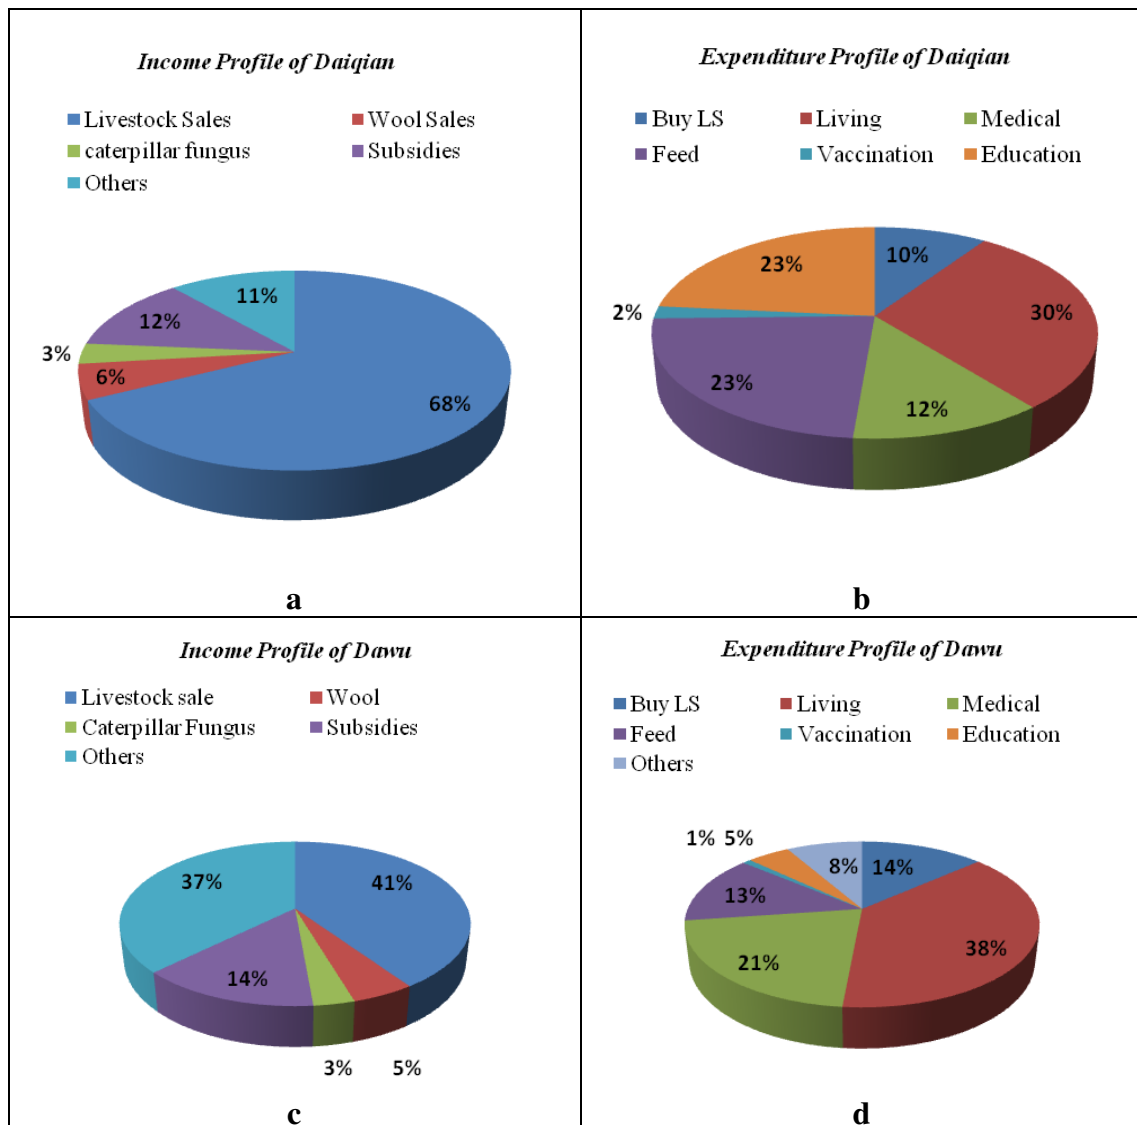 Income Profile of Daiqian
Livestock Sales Wool Sales
caterpillar fungus Subsidies
Others
11%
12%
3%
6%
68%
a
Expenditure Profile of Daiqian
Buy LS Living Medical
Feed Vaccination Education
23% 10%
2% 30%
23%
12%
b
Income Profile of Dawu
Livestock sale Wool
Caterpillar Fungus Subsidies
Others
37% 41%
14%
3% 5%
c
Expenditure Profile of Dawu
Buy LS Living Medical
Feed Vaccination Education
Others
1% 5%
8% 14%
13%
38%
21%
d